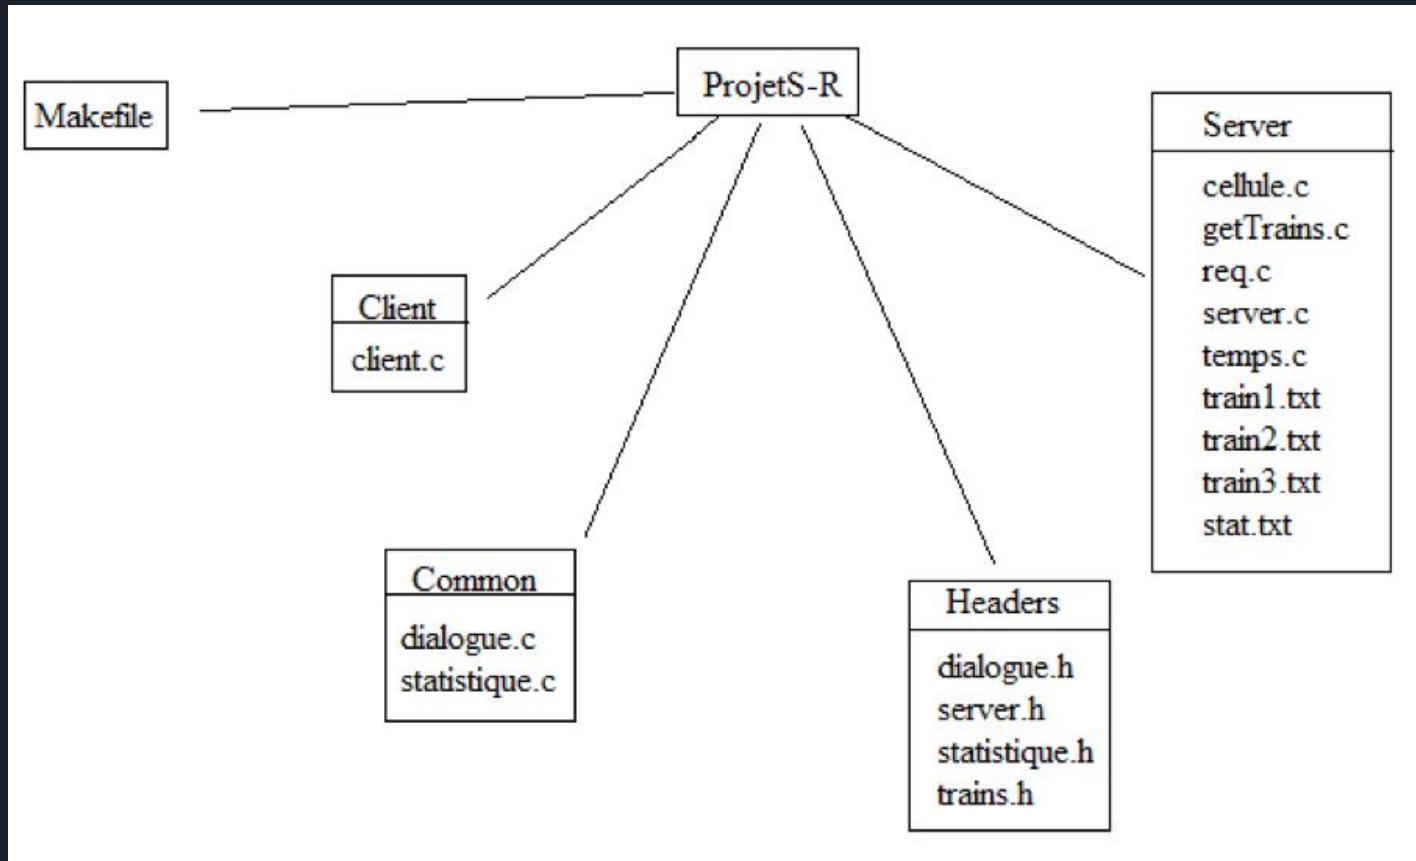 ProjetS-R
Makefile
Client
client.c
Common
dialogue.c
statistique.c
Headers
dialogue.h
server.h
statistique.h
trains.h
Server
cellule.c
getTrains.c
req.c
server.c
temps.c
train1.txt
train2.txt
train3.txt
stat.txt